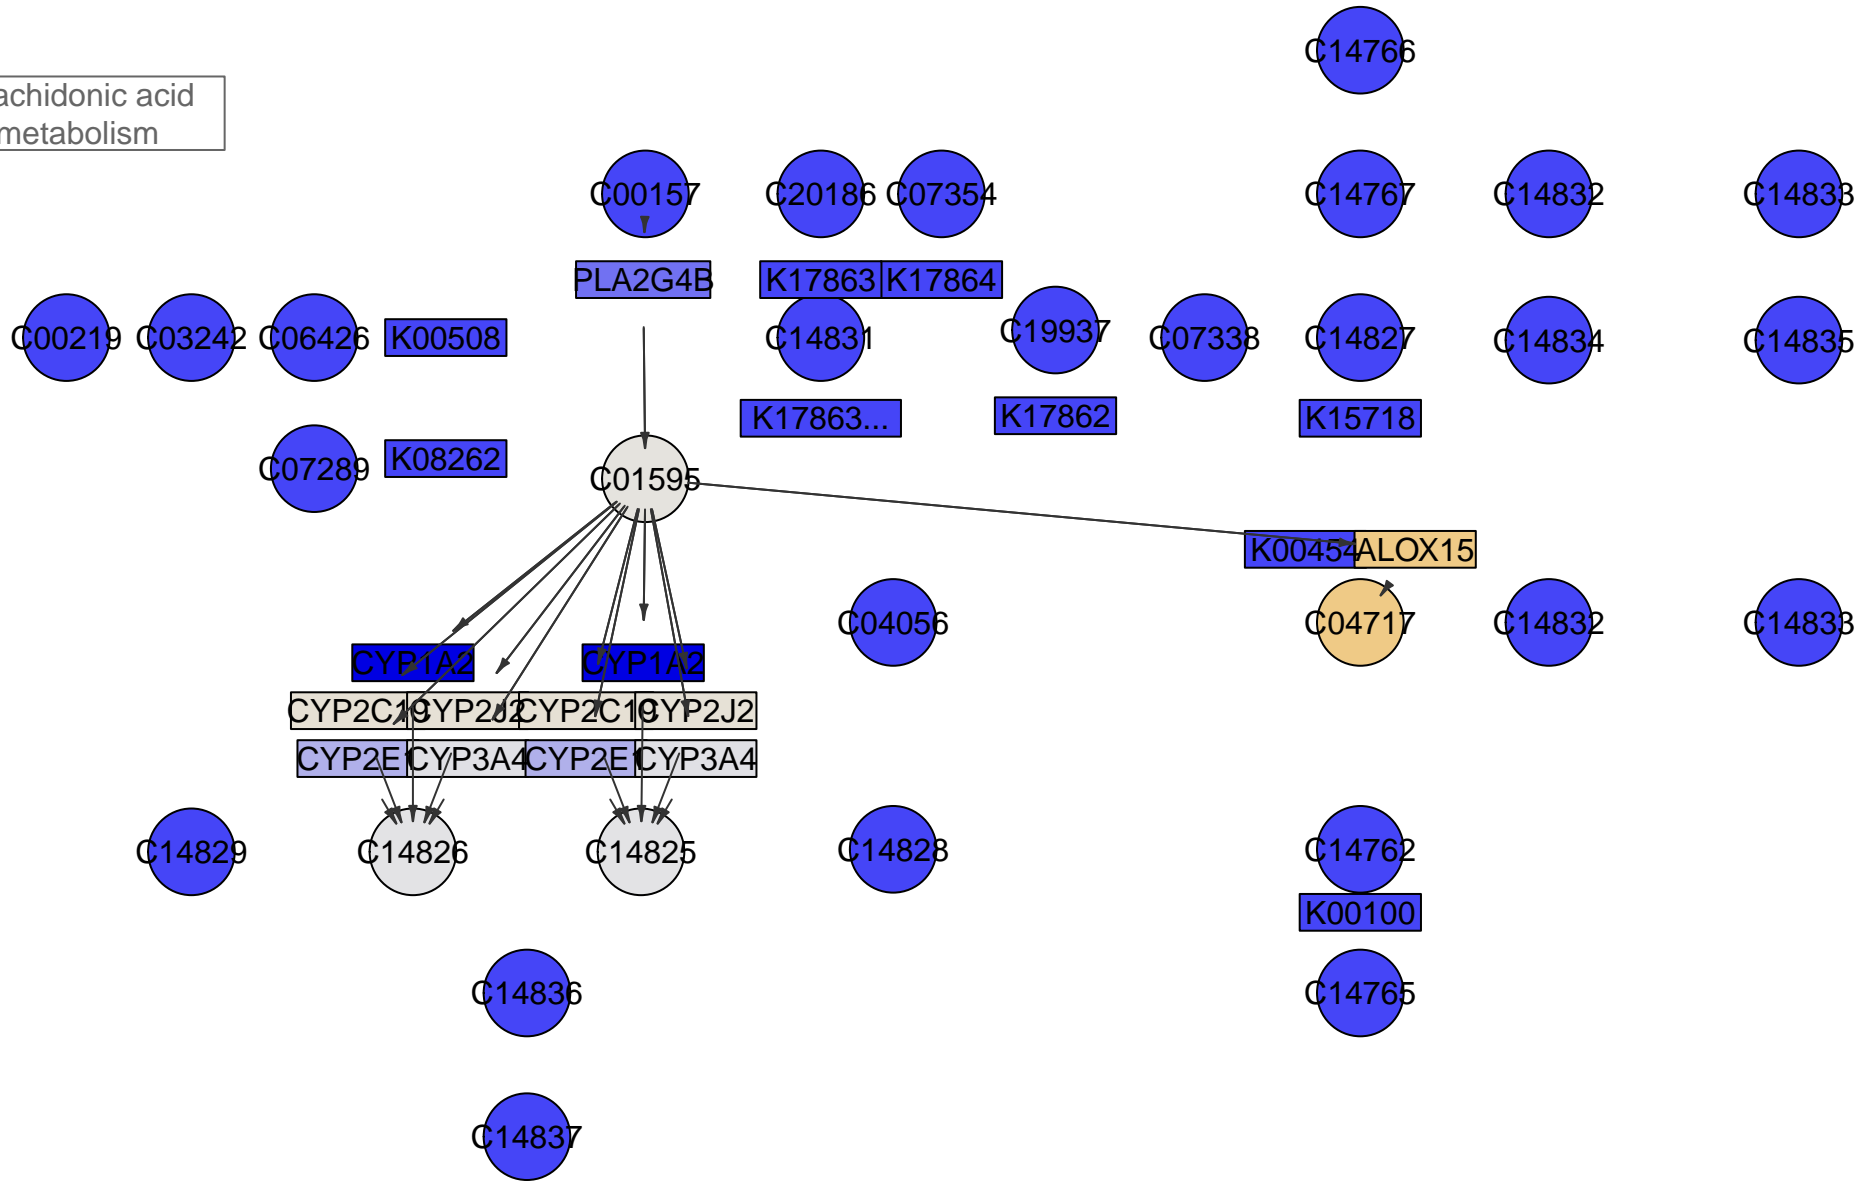 C14766
achidonic acid
metabolism
C00157
C20186
C07354
C14767
C14832
C14833
PLA2G4B
K17863
K17864
C00219
C03242
C06426
K00508
C14831
C19937
C07338
C14827
C14834
C14835
K17863...
K17862
K15718
C07289
K08262
C01595
K00454
ALOX15
C04056
C04717
C14832
C14833
CYP1A2
CYP1A2
CYP2C19
CYP2J2
CYP2C19
CYP2J2
CYP2E1
CYP3A4
CYP2E1
CYP3A4
C14829
C14826
C14825
C14828
C14762
K00100
C14836
C14765
C14837